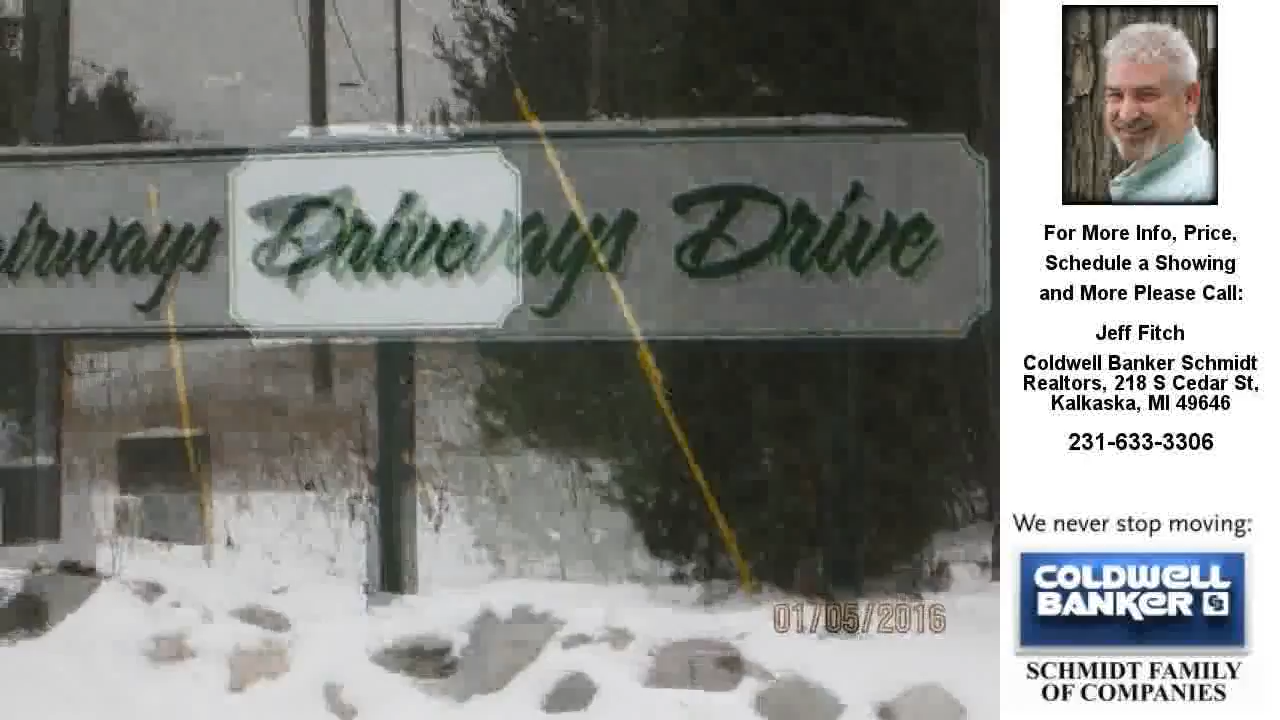 irways Driveways Drive
01/05/2016
For More Info, Price,
Schedule a Showing
and More Please Call:
Jeff Fitch
Coldwell Banker Schmidt
Realtors, 218 S Cedar St,
Kalkaska, MI 49646
231-633-3306
We never stop moving:
COLDWELL
BANKER CB
SCHMIDT FAMILY
OF COMPANIES